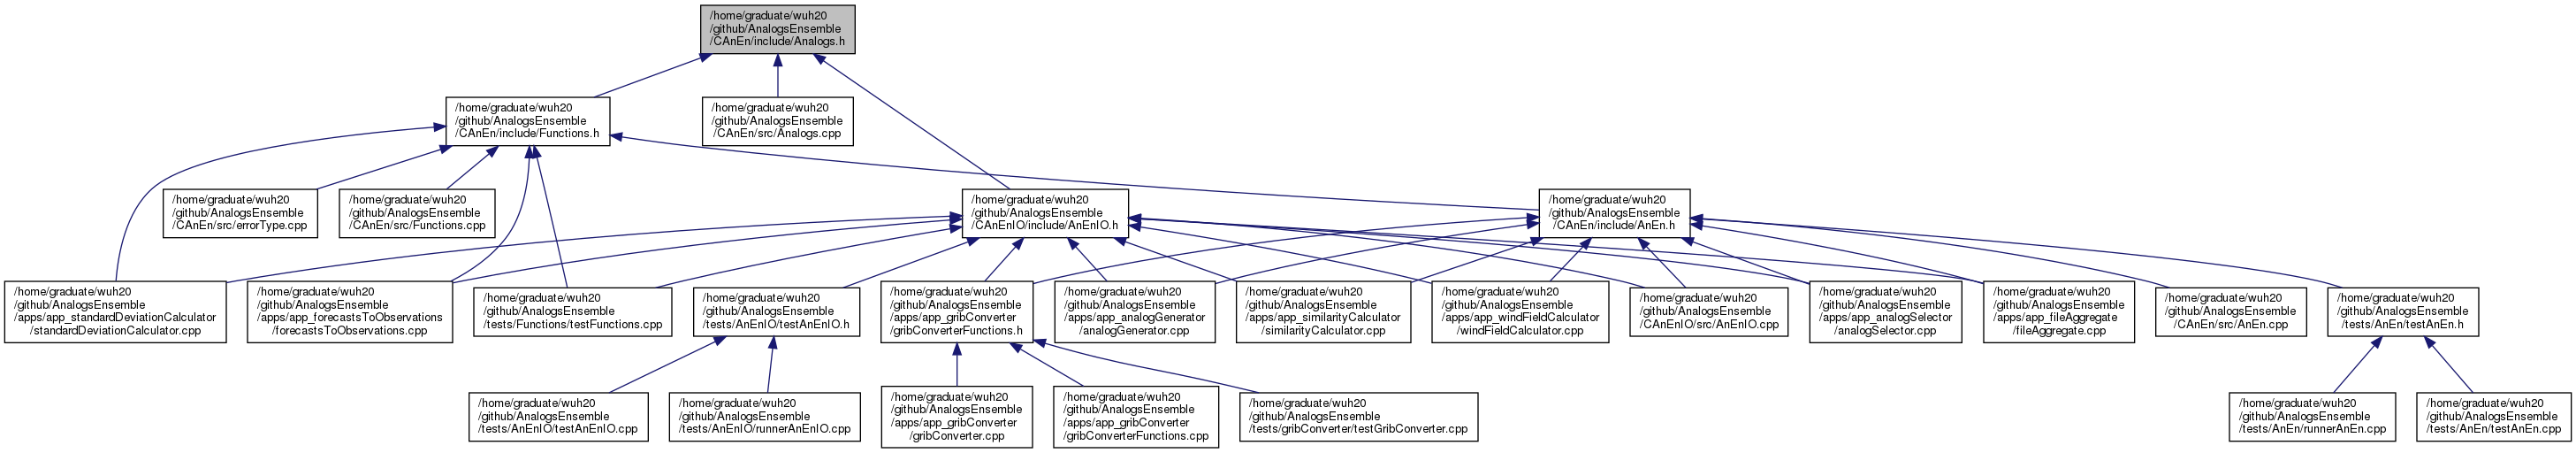 /home/graduate/wuh20
/github/AnalogsEnsemble
/CAnEn/include/Analogs.h
/home/graduate/wuh20
/github/AnalogsEnsemble
/CAnEn/include/Functions.h
/home/graduate/wuh20
/github/AnalogsEnsemble
/CAnEn/src/Analogs.cpp
/home/graduate/wuh20
/github/AnalogsEnsemble
/CAnEn/src/errorType.cpp
/home/graduate/wuh20
/github/AnalogsEnsemble
/CAnEn/src/Functions.cpp
/home/graduate/wuh20
/github/AnalogsEnsemble
/CAnEnIO/include/AnEnIO.h
/home/graduate/wuh20
/github/AnalogsEnsemble
/CAnEn/include/AnEn.h
/home/graduate/wuh20
/github/AnalogsEnsemble
/apps/app_standardDeviationCalculator
/standardDeviationCalculator.cpp
/home/graduate/wuh20
/github/AnalogsEnsemble
/apps/app_forecastsToObservations
/forecastsToObservations.cpp
/home/graduate/wuh20
/github/AnalogsEnsemble
/tests/Functions/testFunctions.cpp
/home/graduate/wuh20
/github/AnalogsEnsemble
/tests/AnEnIO/testAnEnIO.h
/home/graduate/wuh20
/github/AnalogsEnsemble
/apps/app_gribConverter
/gribConverterFunctions.h
/home/graduate/wuh20
/github/AnalogsEnsemble
/apps/app_analogGenerator
/analogGenerator.cpp
/home/graduate/wuh20
/github/AnalogsEnsemble
/apps/app_similarityCalculator
/similarityCalculator.cpp
/home/graduate/wuh20
/github/AnalogsEnsemble
/apps/app_windFieldCalculator
/windFieldCalculator.cpp
/home/graduate/wuh20
/github/AnalogsEnsemble
/CAnEnIO/src/AnEnIO.cpp
/home/graduate/wuh20
/github/AnalogsEnsemble
/apps/app_analogSelector
/analogSelector.cpp
/home/graduate/wuh20
/github/AnalogsEnsemble
/apps/app_fileAggregate
/fileAggregate.cpp
/home/graduate/wuh20
/github/AnalogsEnsemble
/CAnEn/src/AnEn.cpp
/home/graduate/wuh20
/github/AnalogsEnsemble
/tests/AnEn/testAnEn.h
/home/graduate/wuh20
/github/AnalogsEnsemble
/tests/AnEnIO/testAnEnIO.cpp
/home/graduate/wuh20
/github/AnalogsEnsemble
/tests/AnEnIO/runnerAnEnIO.cpp
/home/graduate/wuh20
/github/AnalogsEnsemble
/apps/app_gribConverter
/gribConverter.cpp
/home/graduate/wuh20
/github/AnalogsEnsemble
/apps/app_gribConverter
/gribConverterFunctions.cpp
/home/graduate/wuh20
/github/AnalogsEnsemble
/tests/gribConverter/testGribConverter.cpp
/home/graduate/wuh20
/github/AnalogsEnsemble
/tests/AnEn/runnerAnEn.cpp
/home/graduate/wuh20
/github/AnalogsEnsemble
/tests/AnEn/testAnEn.cpp